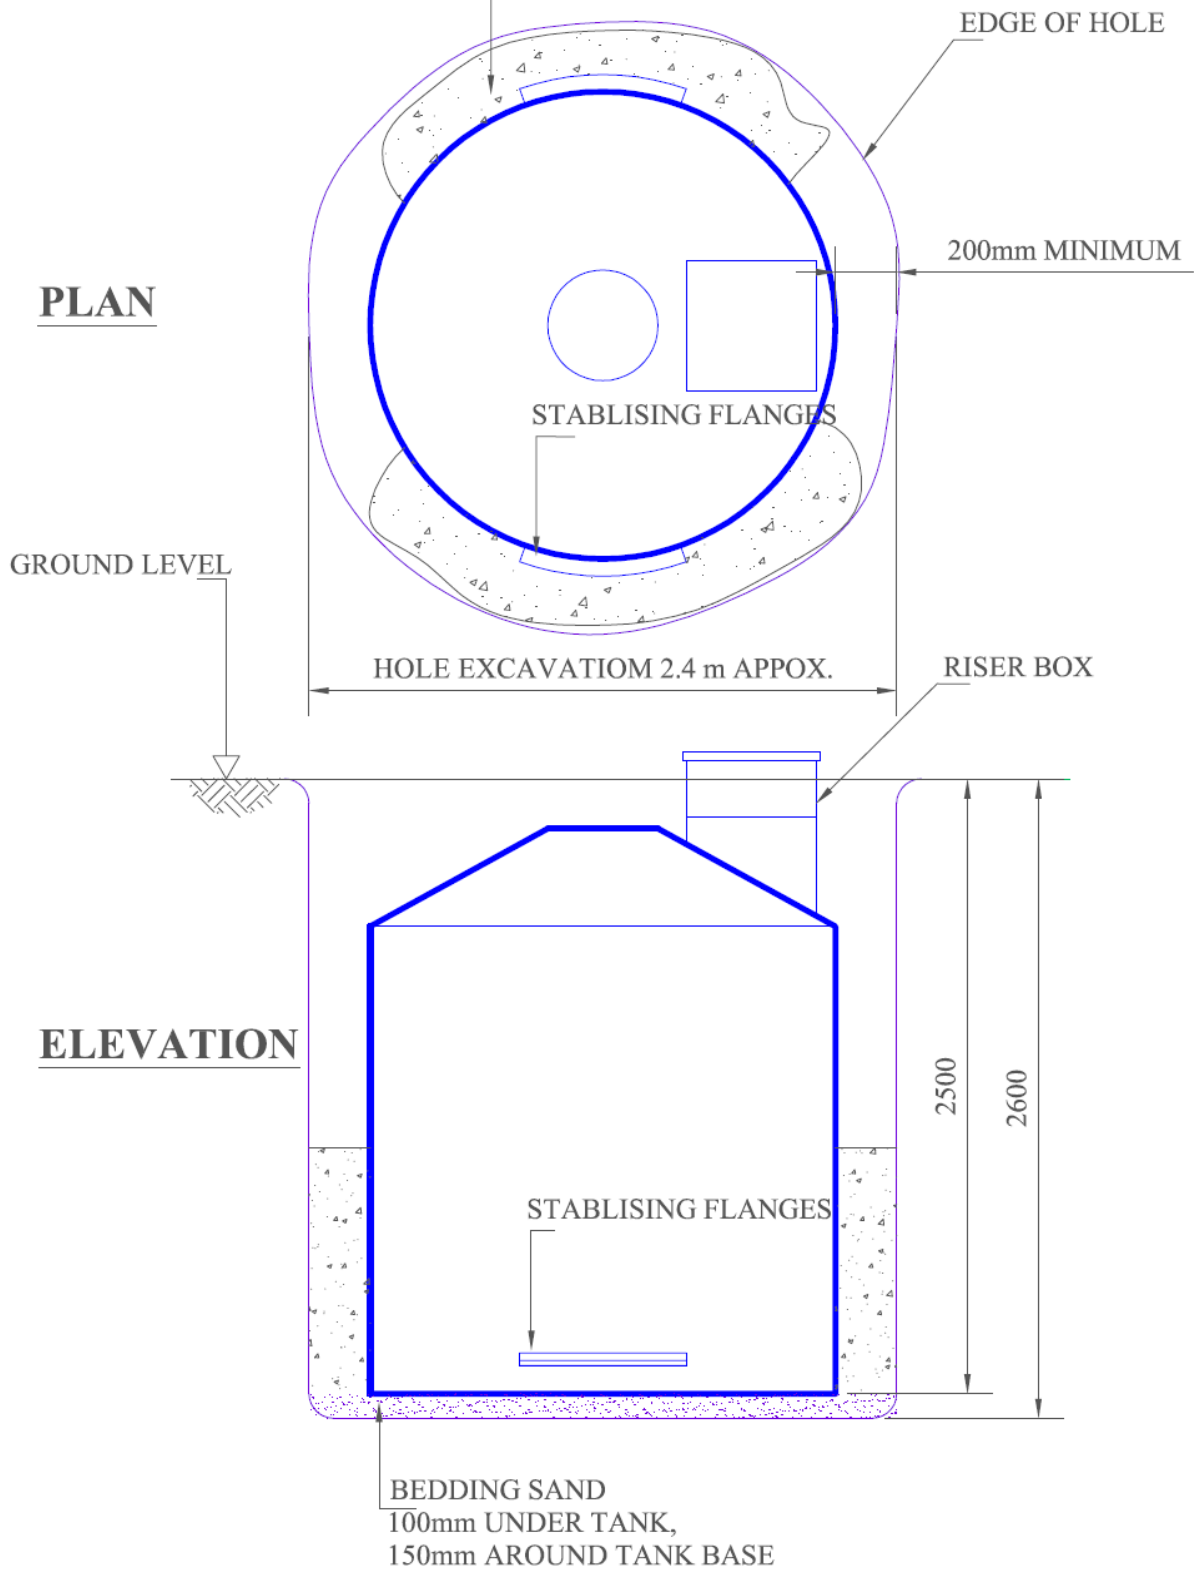 EDGE OF HOLE
200mm MINIMUM
PLAN
STABLISING FLANGES
GROUND LEVEL
HOLE EXCAVATIOM 2.4 m APPOX.
RISER BOX
ELEVATION
2500
2600
STABLISING FLANGES
BEDDING SAND
100mm UNDER TANK,
150mm AROUND TANK BASE